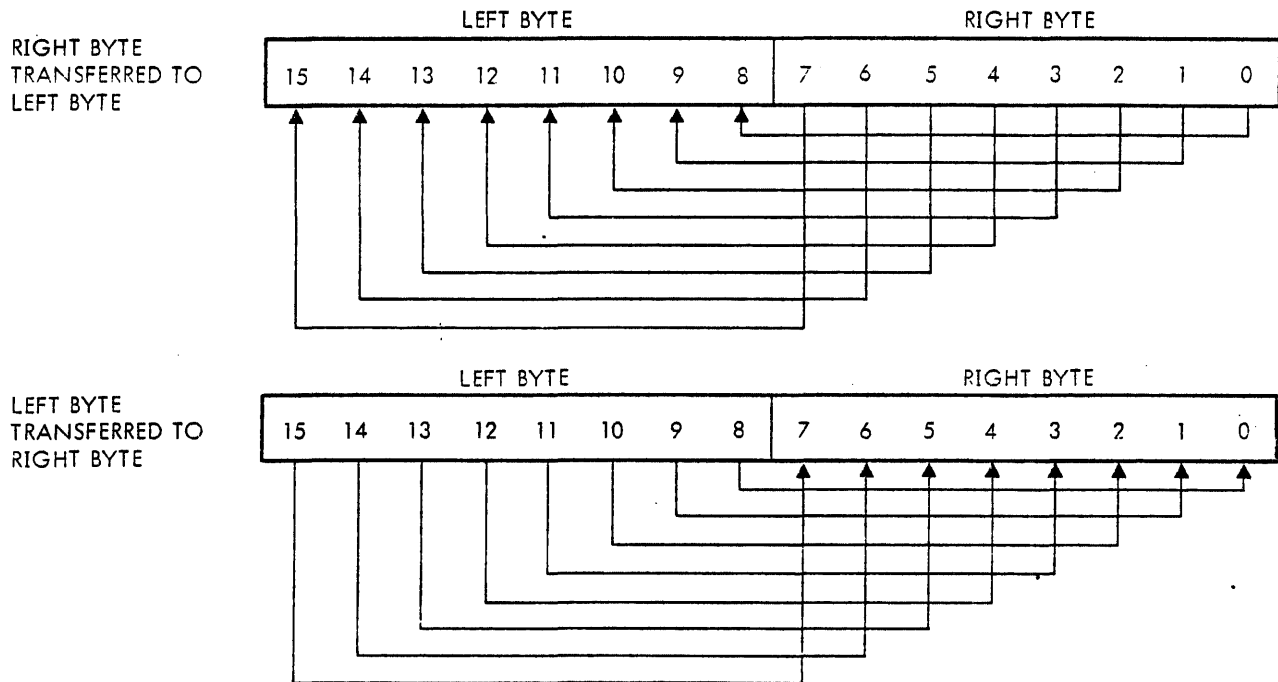 LEFT BYTE RIGHT BYTE
RIGHT BYTE
TRANSFERRED TO
LEFT BYTE
15 14 13 12 11 10 9 8 7 6 5 4 3 2 1 0
LEFT BYTE RIGHT BYTE
LEFT BYTE
TRANSFERRED TO
RIGHT BYTE
15 14 13 12 11 10 9 8 7 6 5 4 3 2 1 0